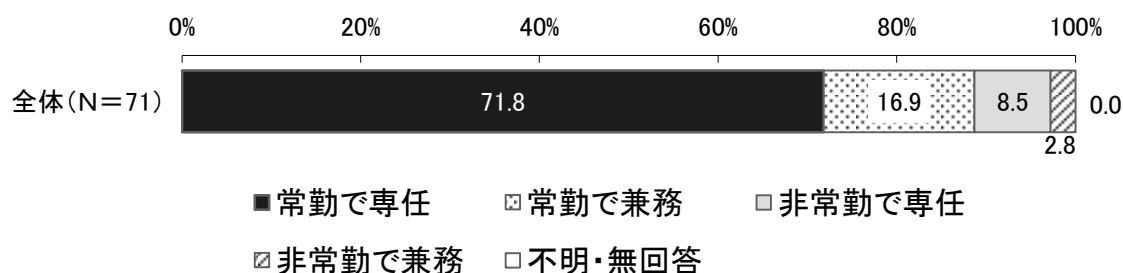 0% 20% 40% 60% 80% 100%
全体(N=71) 71.8 16.9 8.5 0.0
2.8
常勤で専任 常勤で兼務 非常勤で専任
非常勤で兼務 不明・無回答